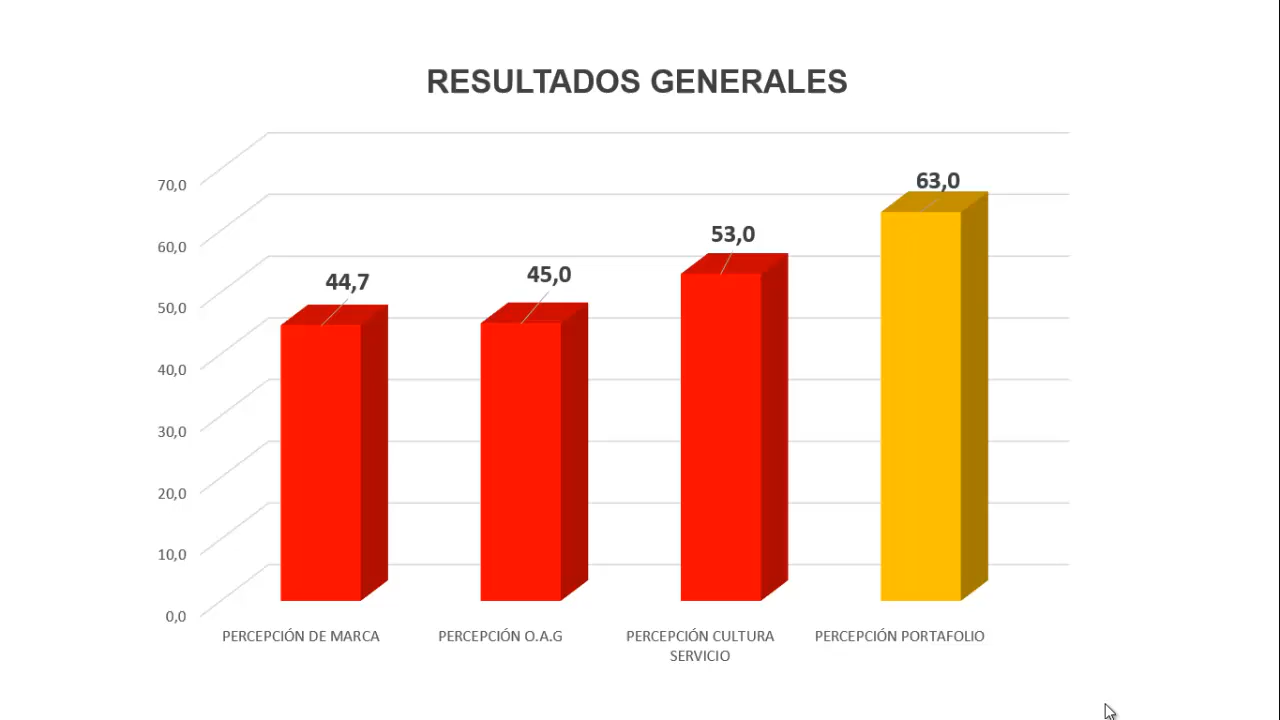 RESULTADOS GENERALES
70,0
60,0
50,0
40,0
30,0
20,0
10,0
0,0
44,7
45,0
53,0
63,0
PERCEPCIÓN DE MARCA
PERCEPCIÓN O.A.G
PERCEPCIÓN CULTURA
SERVICIO
PERCEPCIÓN PORTAFOLIO